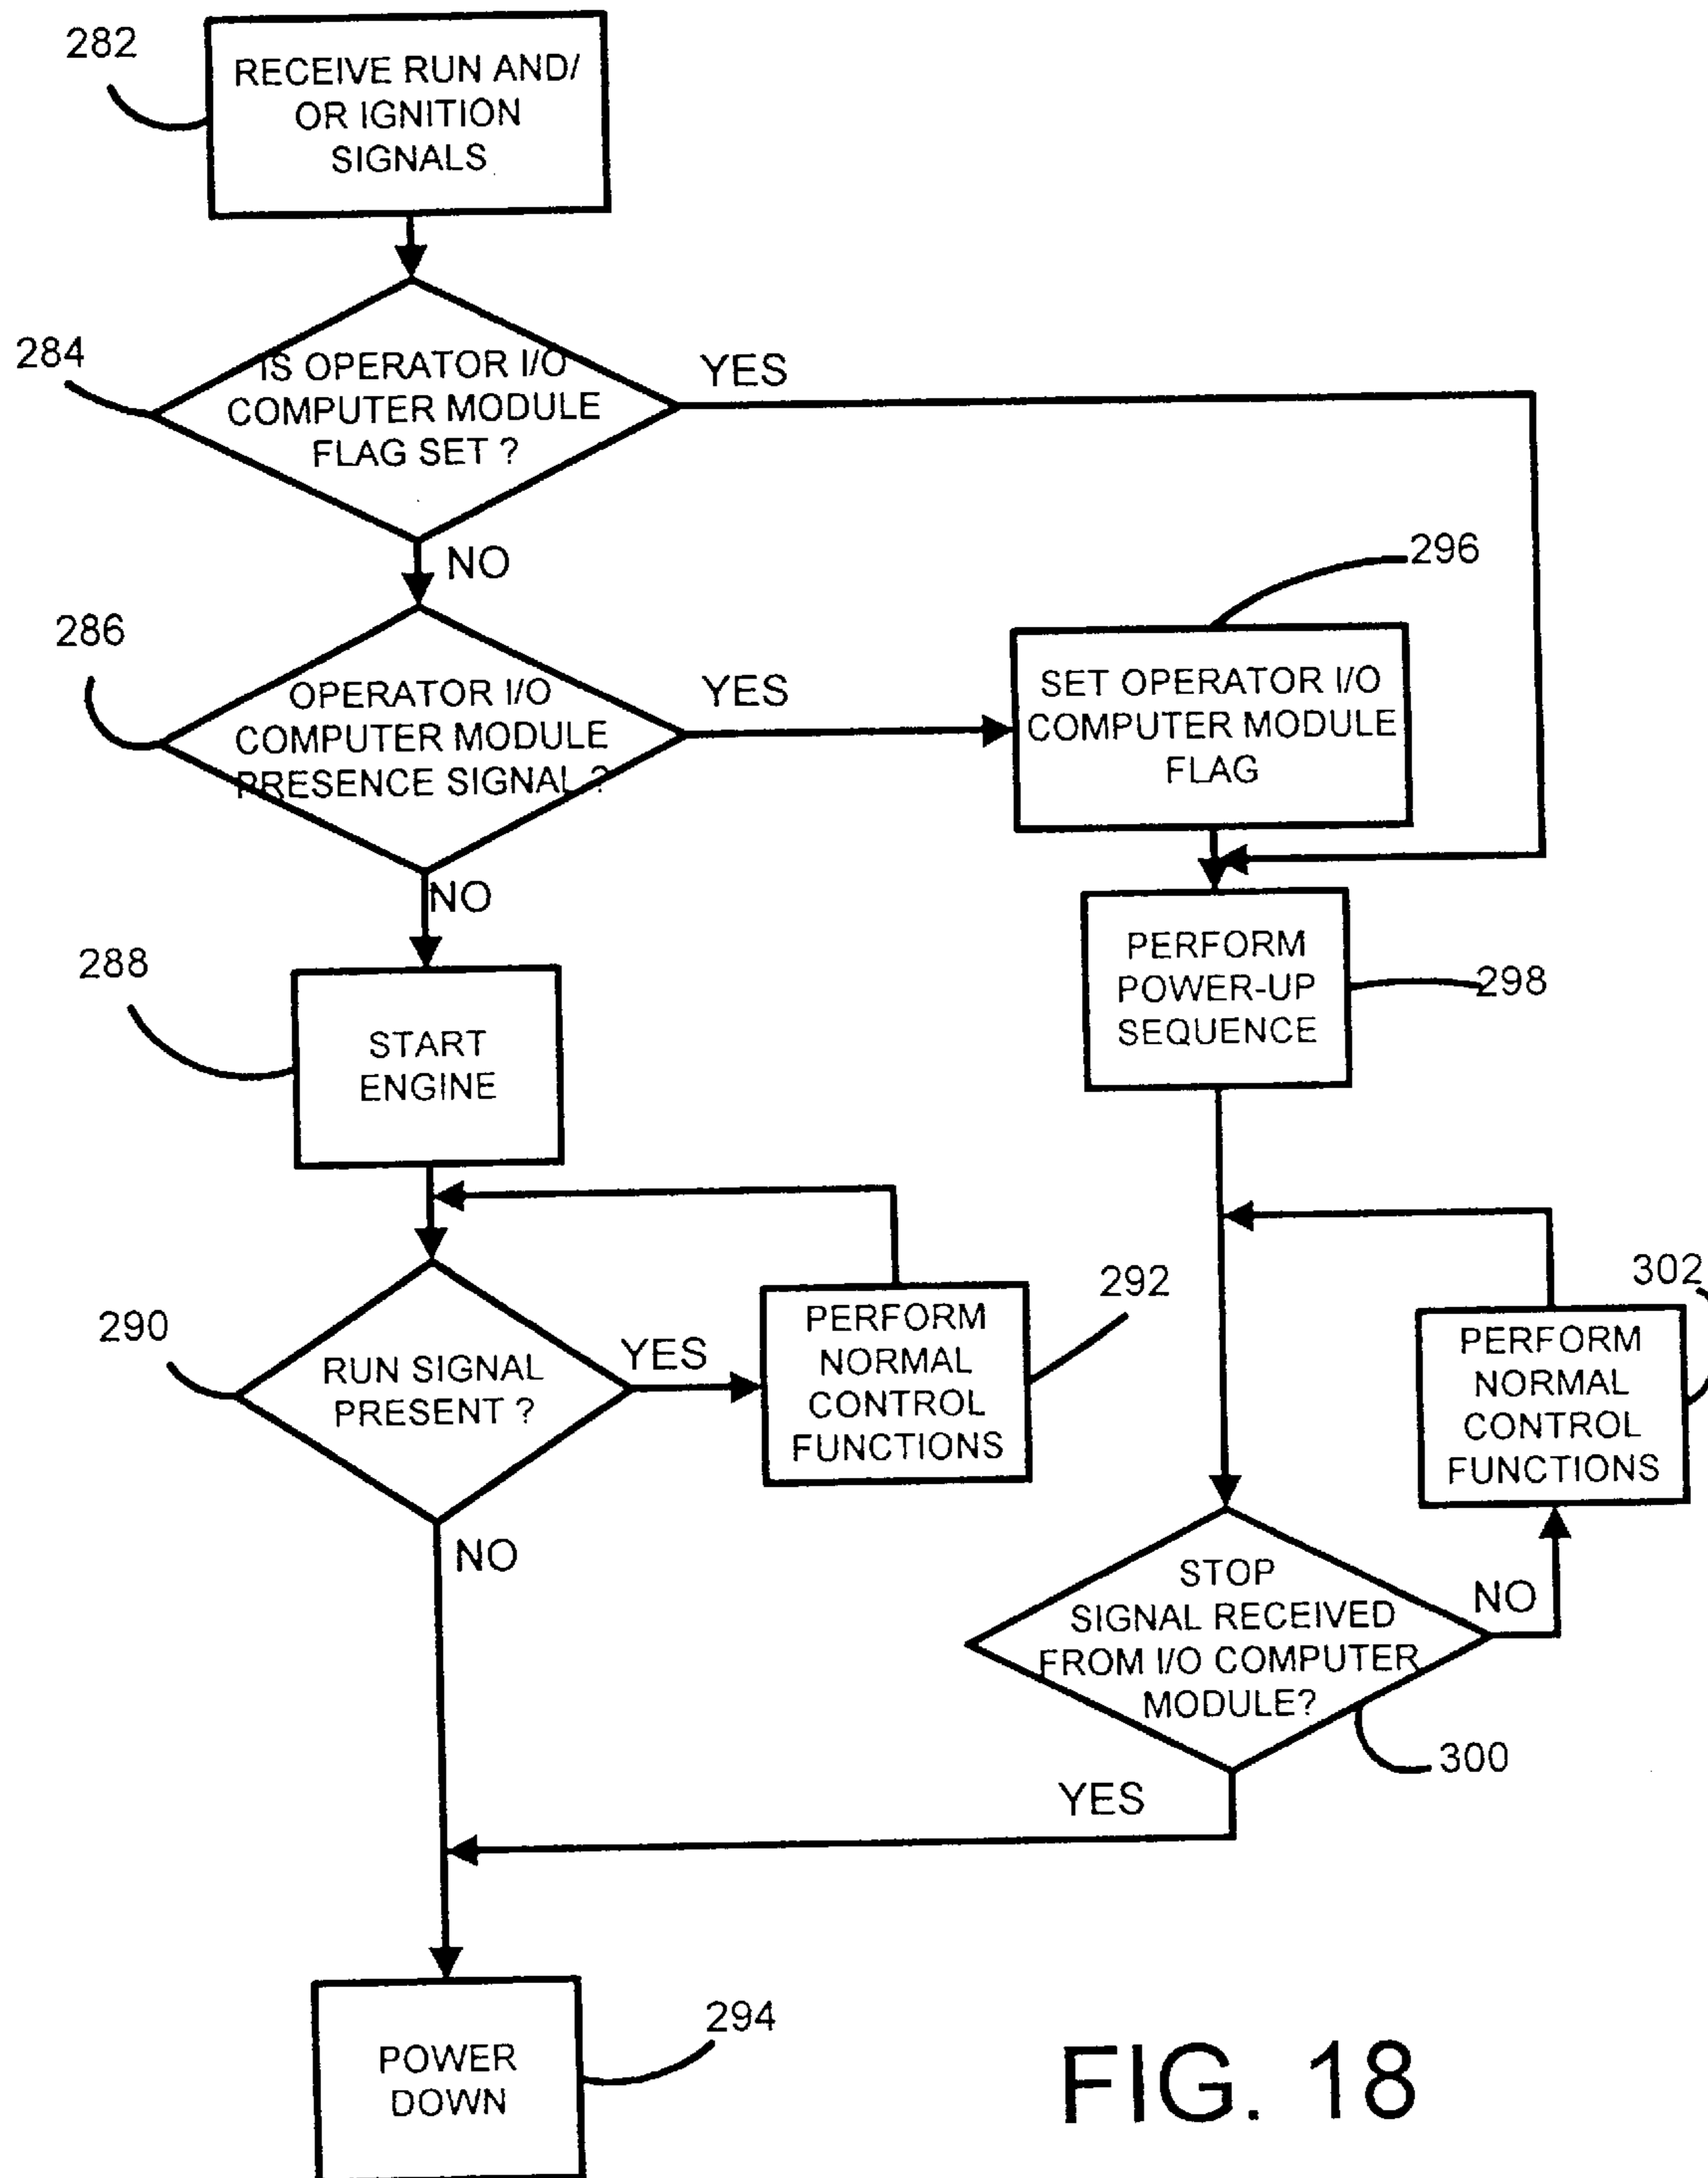 282
RECEIVE RUN AND/
OR IGNITION
SIGNALS
284
IS OPERATOR I/O
COMPUTER MODULE
FLAG SET ?
YES
NO
296
286
OPERATOR I/O
COMPUTER MODULE
PRESENCE SIGNAL ?
YES
SET OPERATOR I/O
COMPUTER MODULE
FLAG
NO
288
START
ENGINE
PERFORM
POWER-UP
SEQUENCE
298
290
RUN SIGNAL
PRESENT ?
YES
PERFORM
NORMAL
CONTROL
FUNCTIONS
292
302
PERFORM
NORMAL
CONTROL
FUNCTIONS
NO
STOP
SIGNAL RECEIVED
FROM I/O COMPUTER
MODULE?
NO
300
YES
294
POWER
DOWN
FIG. 18